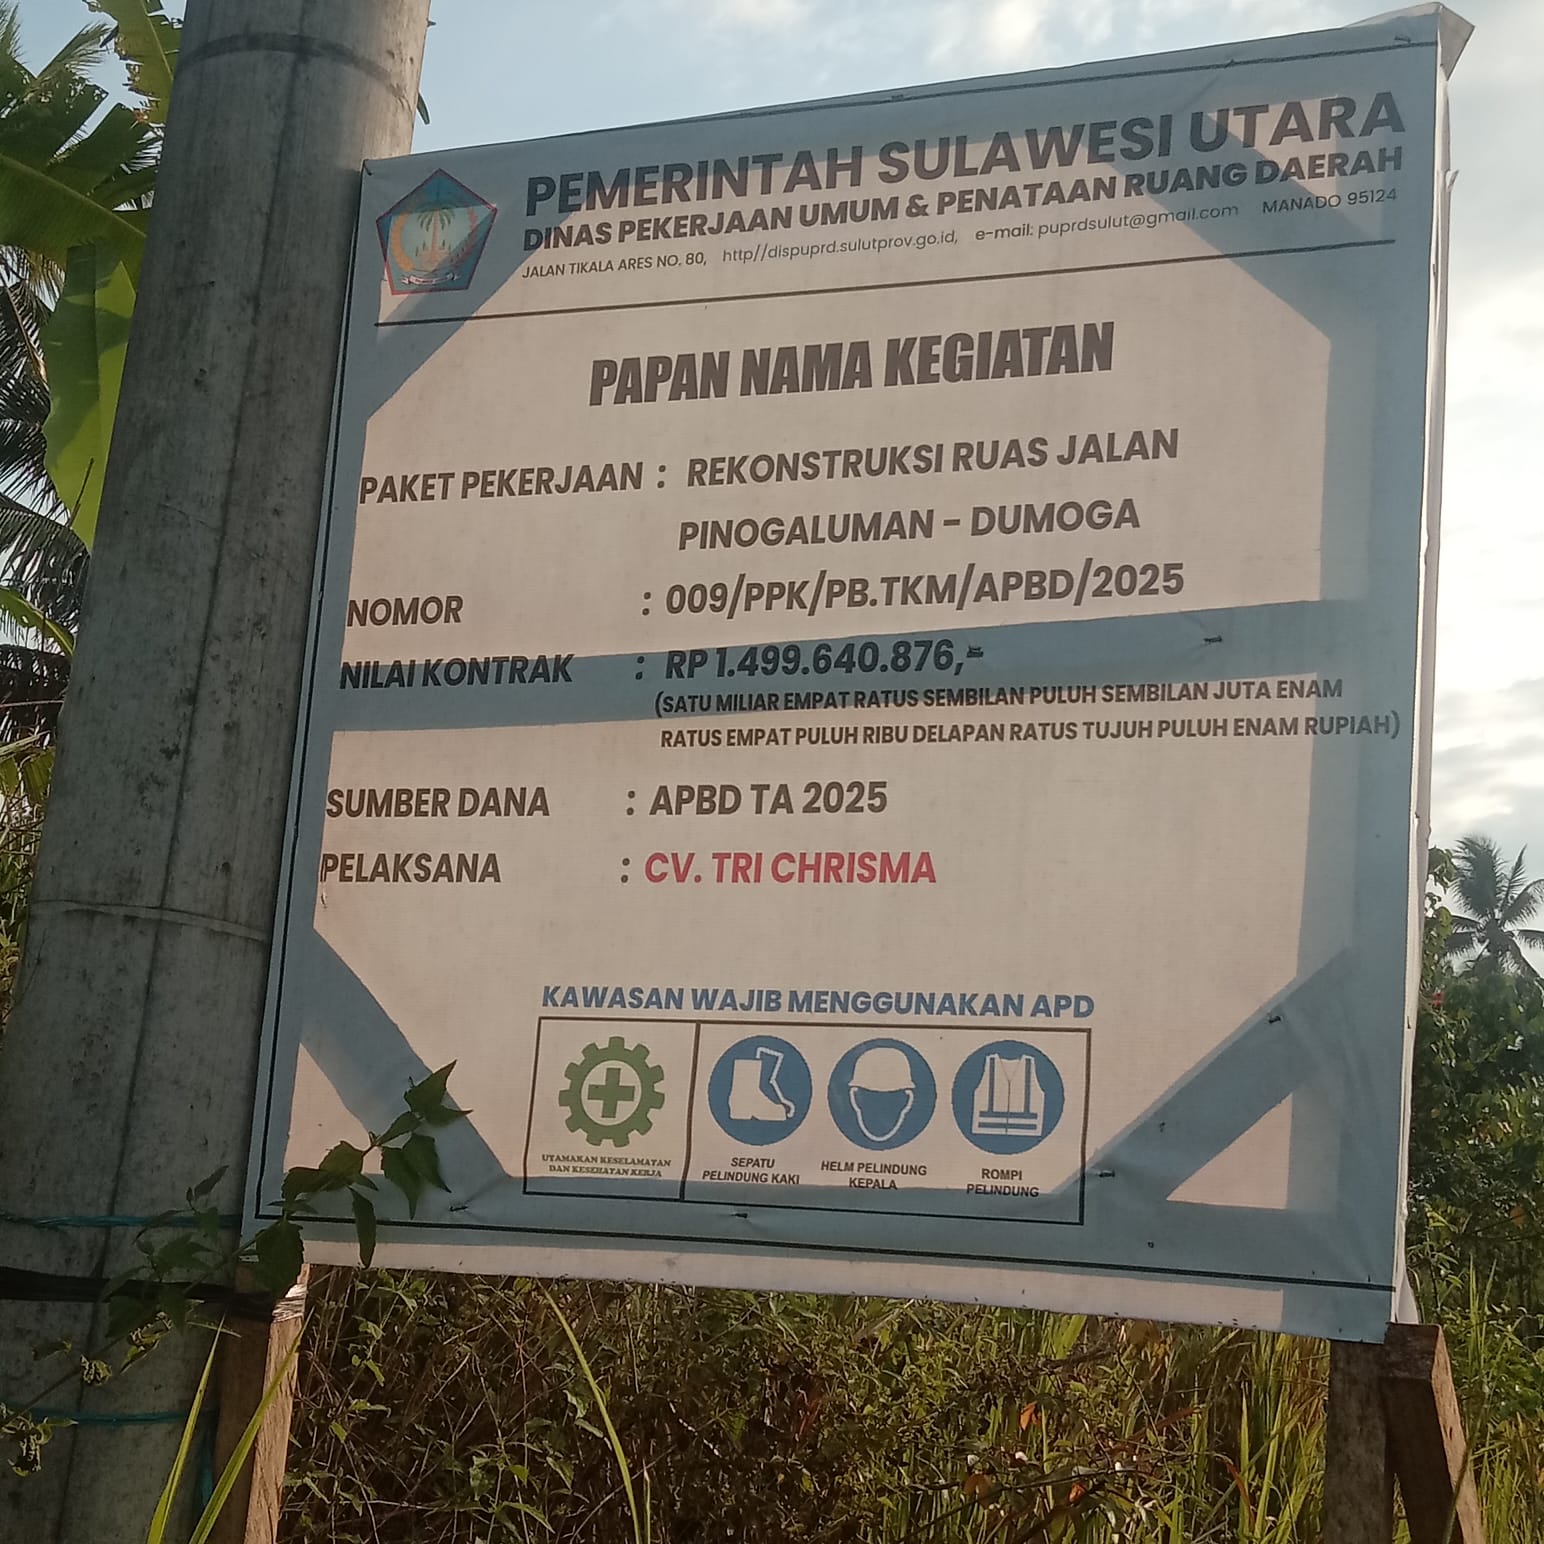 PEMERINTAH SULAWESI UTARA
DINAS PEKERJAAN UMUM & PENATAAN RUANG DAERAH
JALAN TIKALA ARES NO. 80, http//dispuprd.sulutprov.go.id, e-mail: puprdsulut@gmail.com MANADO 95124
PAPAN NAMA KEGIATAN
PAKET PEKERJAAN : REKONSTRUKSI RUAS JALAN
PINOGALUMAN - DUMOGA
NOMOR : 009/PPK/PB.TKM/APBD/2025
NILAI KONTRAK : RP 1.499.640.876,-
(SATU MILIAR EMPAT RATUS SEMBILAN PULUH SEMBILAN JUTA ENAM
RATUS EMPAT PULUH RIBU DELAPAN RATUS TUJUH PULUH ENAM RUPIAH)
SUMBER DANA : APBD TA 2025
PELAKSANA : CV. TRI CHRISMA
KAWASAN WAJIB MENGGUNAKAN APD
UTAMAKAN KESELAMATAN
DAN KESEHATAN KERJA
SEPATU
PELINDUNG KAKI
HELM PELINDUNG
KEPALA
ROMPI
PELINDUNG